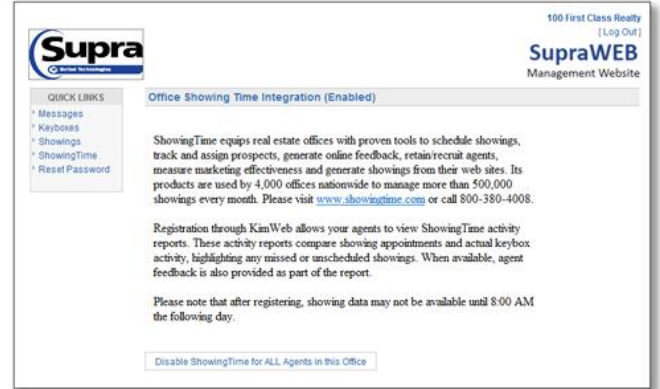 100 First Class Realty
[Log Out]
Supra
United Technologies
SupraWEB
Management Website
QUICK LINKS
Messages
Keyboxes
Showings
ShowingTime
Reset Password
Office Showing Time Integration (Enabled)
ShowingTime equips real estate offices with proven tools to schedule showings,
track and assign prospects, generate online feedback, retain/recruit agents,
measure marketing effectiveness and generate showings from their web sites. Its
products are used by 4,000 offices nationwide to manage more than 500,000
showings every month. Please visit www.showingtime.com or call 800-380-4008.
Registration through KimWeb allows your agents to view ShowingTime activity
reports. These activity reports compare showing appointments and actual keybox
activity, highlighting any missed or unscheduled showings. When available, agent
feedback is also provided as part of the report.
Please note that after registering, showing data may not be available until 8:00 AM
the following day.
Disable ShowingTime for ALL Agents in this Office